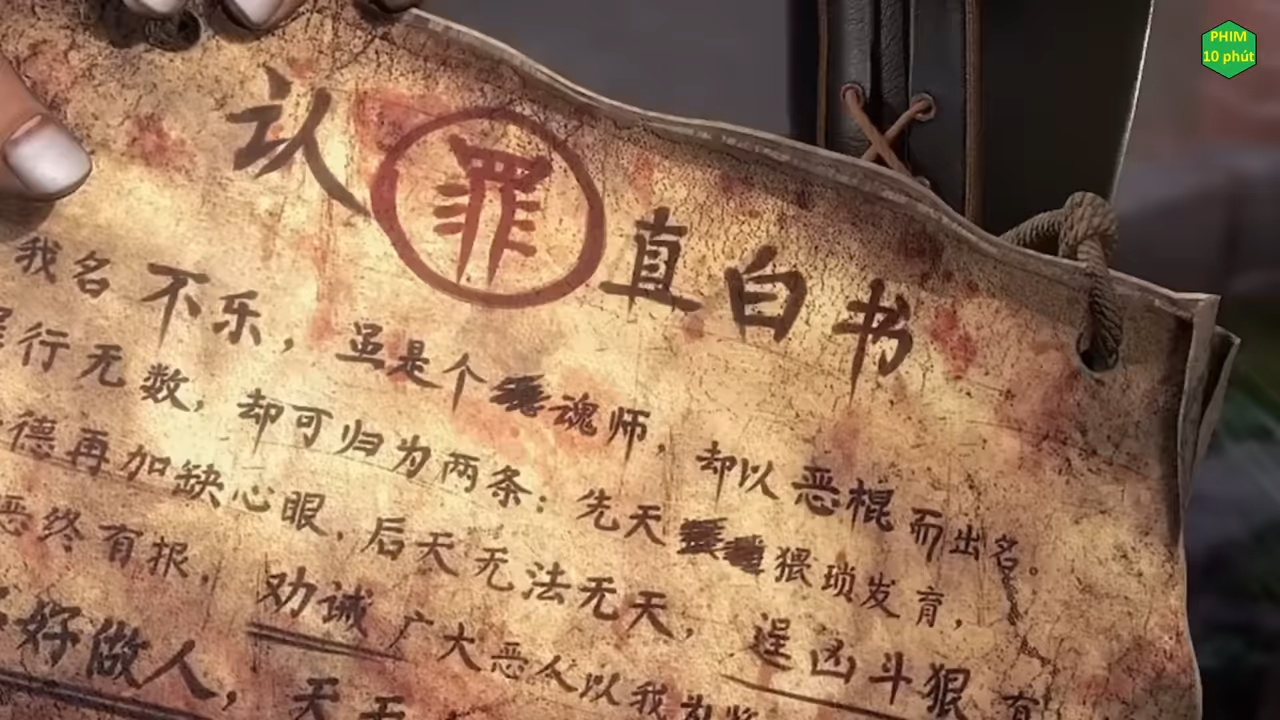 PHIM
10 phút
认罪直白书
我名不乐，虽是个魂师，却以恶棍而出名。
行无数，却可归为两条：先天猥琐发育，
德再加缺心眼，后天无法无天，逞凶斗狠
恶终有报，劝诫广大恶人以我为
好做人，天